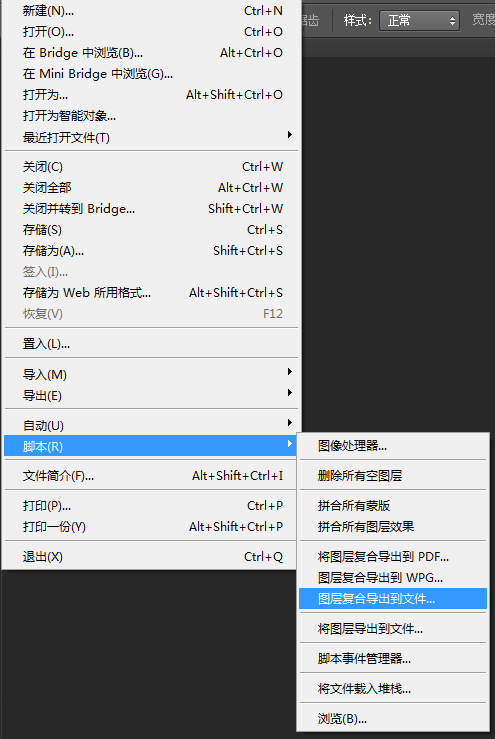 新建(N)... Ctrl+N
打开(O)... Ctrl+O
在 Bridge 中浏览(B)... Alt+Ctrl+O
在 Mini Bridge 中浏览(G)...
打开为... Alt+Shift+Ctrl+O
打开为智能对象...
最近打开文件(T)
关闭(C) Ctrl+W
关闭全部 Alt+Ctrl+W
关闭并转到 Bridge... Shift+Ctrl+W
存储(S) Ctrl+S
存储为(A)... Shift+Ctrl+S
签入(I)...
存储为 Web 所用格式... Alt+Shift+Ctrl+S
恢复(V) F12
置入(L)...
导入(M)
导出(E)
自动(U)
脚本(R)
文件简介(F)... Alt+Shift+Ctrl+I
打印(P)... Ctrl+P
打印一份(Y) Alt+Shift+Ctrl+P
退出(X) Ctrl+Q
锯齿 样式: 正常 宽度
图像处理器...
删除所有空图层
拼合所有蒙版
拼合所有图层效果
将图层复合导出到 PDF...
图层复合导出到 WPG...
图层复合导出到文件...
将图层导出到文件...
脚本事件管理器...
将文件载入堆栈...
浏览(B)...